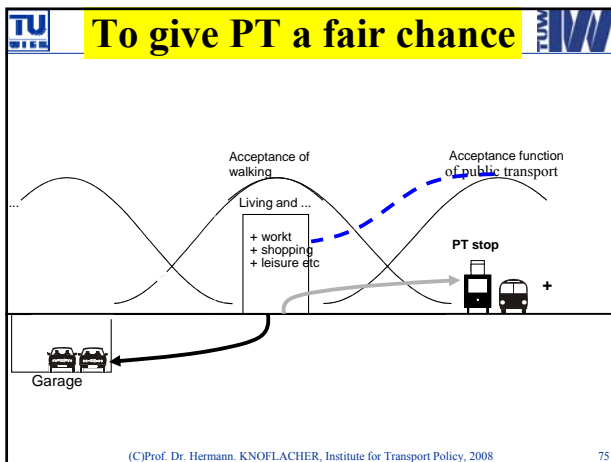 TU
WIEN
To give PT a fair chance
TUW
Acceptance of
walking
Acceptance function
of public transport
...
Living and ...
+ workt
+ shopping
+ leisure etc
PT stop
+
Garage
(C)Prof. Dr. Hermann. KNOFLACHER, Institute for Transport Policy, 2008
75